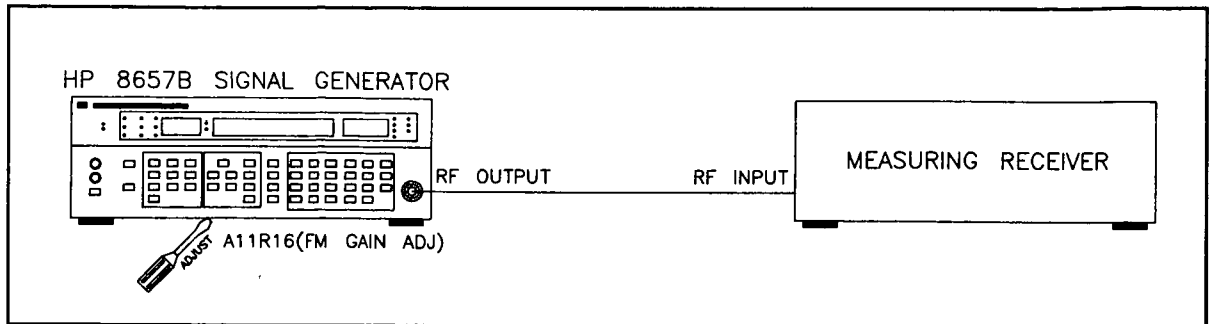 HP 8657B SIGNAL GENERATOR
RF OUTPUT
RF INPUT
MEASURING RECEIVER
ADJUST
A11R16(FM GAIN ADJ)